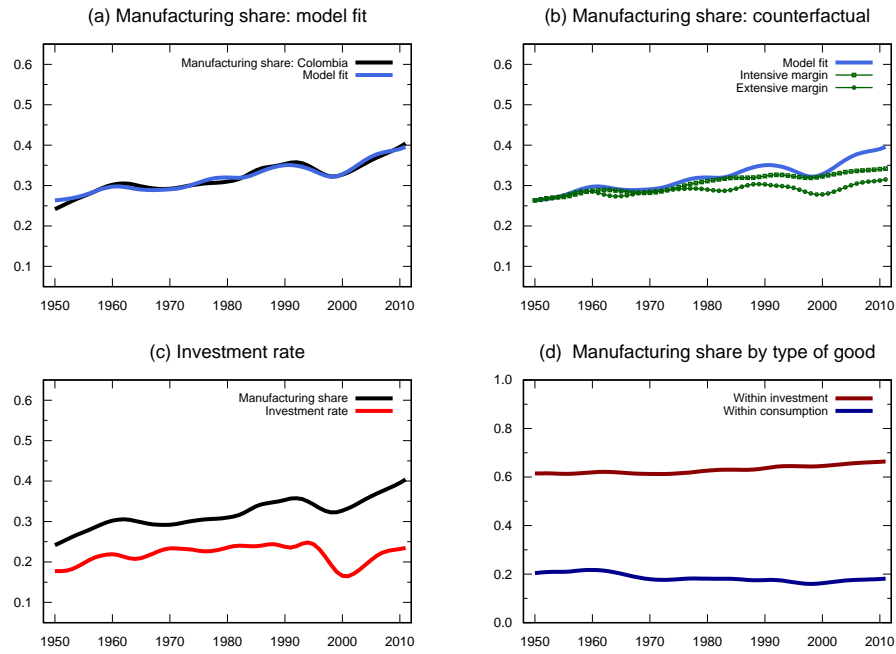 (a) Manufacturing share: model fit
0.6
0.5
0.4
0.3
0.2
0.1
Manufacturing share: Colombia
Model fit
1950 1960 1970 1980 1990 2000 2010
(b) Manufacturing share: counterfactual
0.6
0.5
0.4
0.3
0.2
0.1
Model fit
Intensive margin
Extensive margin
1950 1960 1970 1980 1990 2000 2010
(c) Investment rate
0.6
0.5
0.4
0.3
0.2
0.1
Manufacturing share
Investment rate
1950 1960 1970 1980 1990 2000 2010
(d) Manufacturing share by type of good
1.0
0.8
0.6
0.4
0.2
0.0
Within investment
Within consumption
1950 1960 1970 1980 1990 2000 2010